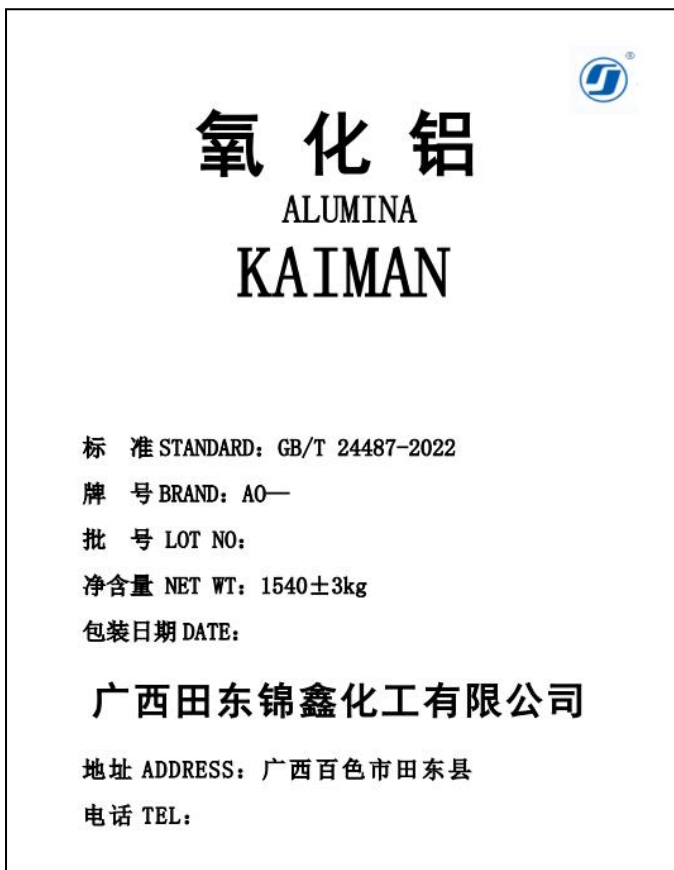 ®
氧化铝
ALUMINA
KAIMAN
标 准 STANDARD: GB/T 24487-2022
牌 号 BRAND: AO—
批 号 LOT NO:
净含量 NET WT: 1540±3kg
包装日期 DATE:
广西田东锦鑫化工有限公司
地址 ADDRESS: 广西百色市田东县
电话 TEL: